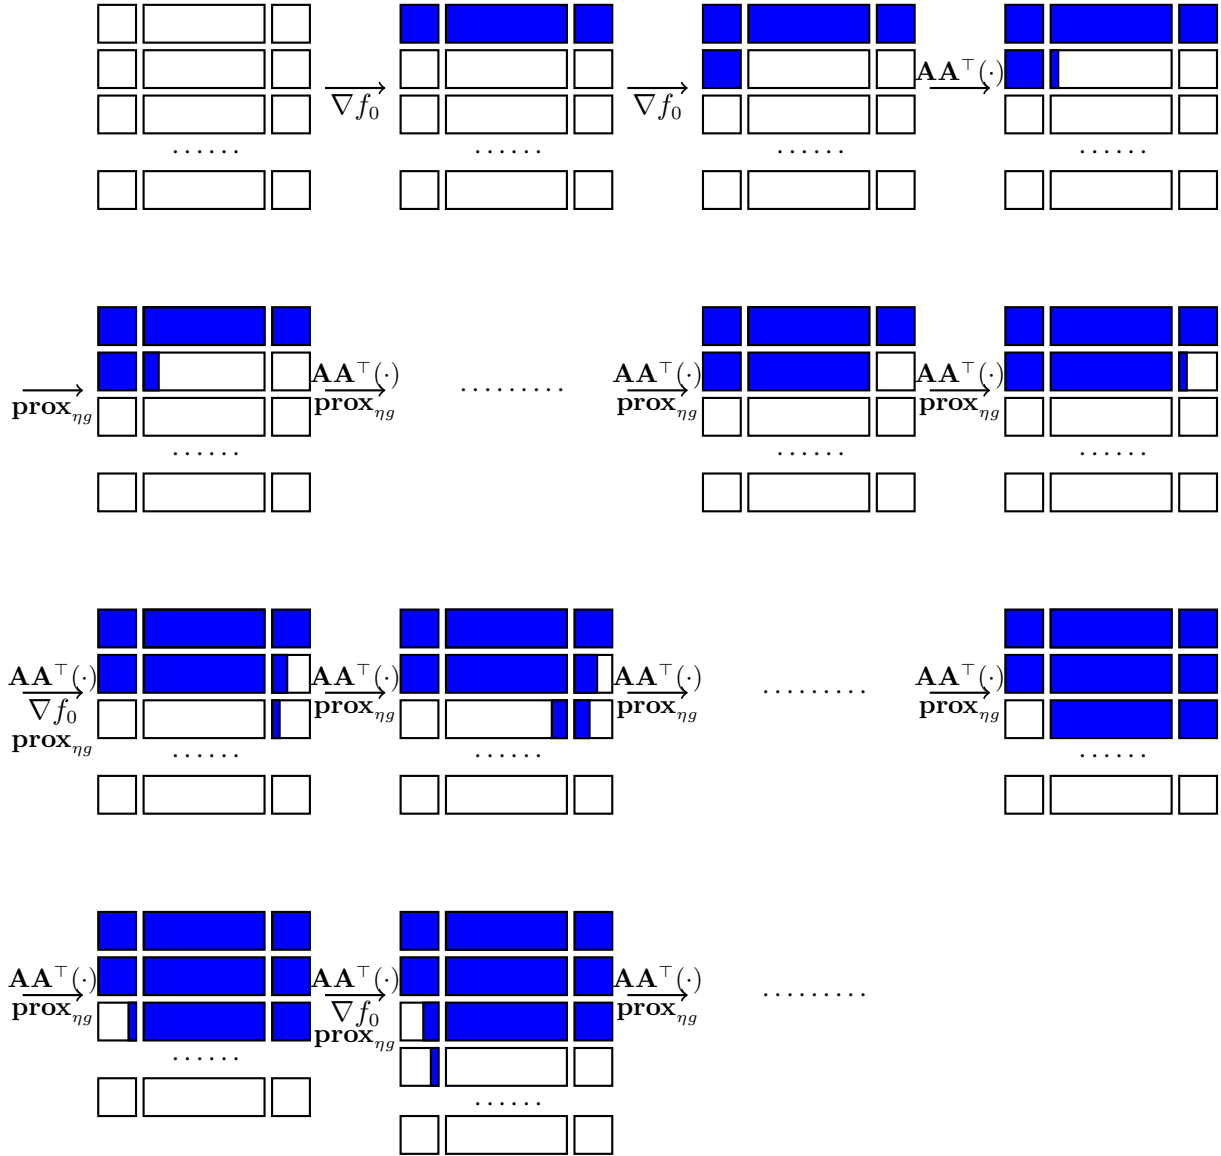 ∇f₀ ∇f₀ AA⊤(·)
...... ...... ...... ......
prox_{ηg} AA⊤(·) prox_{ηg} ......... AA⊤(·) prox_{ηg} AA⊤(·) prox_{ηg}
...... ...... ......
AA⊤(·) ∇f₀ prox_{ηg} AA⊤(·) prox_{ηg} AA⊤(·) prox_{ηg} ......... AA⊤(·) prox_{ηg}
...... ...... ......
AA⊤(·) prox_{ηg} AA⊤(·) ∇f₀ prox_{ηg} AA⊤(·) prox_{ηg} .........
...... ......